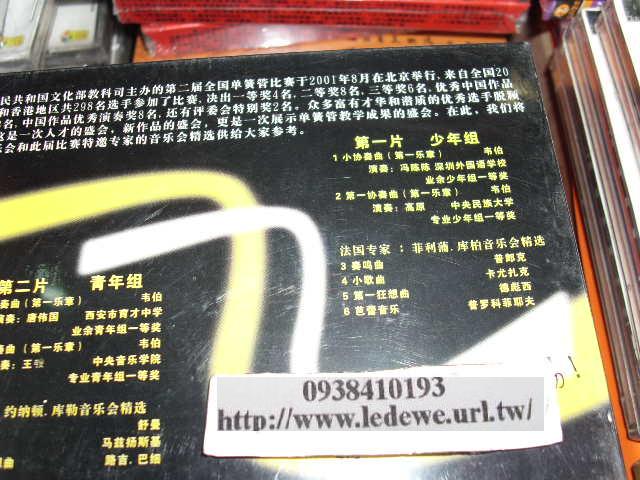 民共和国文化部教科司主办的第二届全国单簧管比赛于2001年8月在北京举行,来自全国20
和香港地区共298名选手参加了比赛,决出一等奖4名,二等奖8名,三等奖6名,优秀中国作品
名,中国作品优秀演奏奖8名,还有评委会特别奖2名。众多富有才华和潜质的优秀选手脱颖
这是一次人才的盛会,新作品的盛会,更是一次展示单簧管教学成果的盛会。在此,我们将
乐会和此届比赛特邀专家的音乐会精选供给大家参考。
第一片 少年组
1 小协奏曲(第一乐章) 韦伯
演奏:冯陈陈 深圳外国语学校
业余少年组一等奖
2 第一协奏曲(第一乐章) 韦伯
演奏:高原 中央民族大学
专业少年组一等奖
法国专家:菲利蒲.库柏音乐会精选
3 奏鸣曲 普郎克
4 小歌曲 卡尤扎克
5 第一狂想曲 德彪西
6 芭蕾音乐 普罗科菲耶夫
第二片 青年组
奏曲(第一乐章) 韦伯
演奏:唐伟国 西安市育才中学
业余青年组一等奖
奏曲(第一乐章) 韦伯
奏:王 中央音乐学院
专业青年组一等奖
约纳顿.库勒音乐会精选
舒曼
马兹扬斯基
曲 路吉.巴细
0938410193
http://www.ledewe.url.tw/